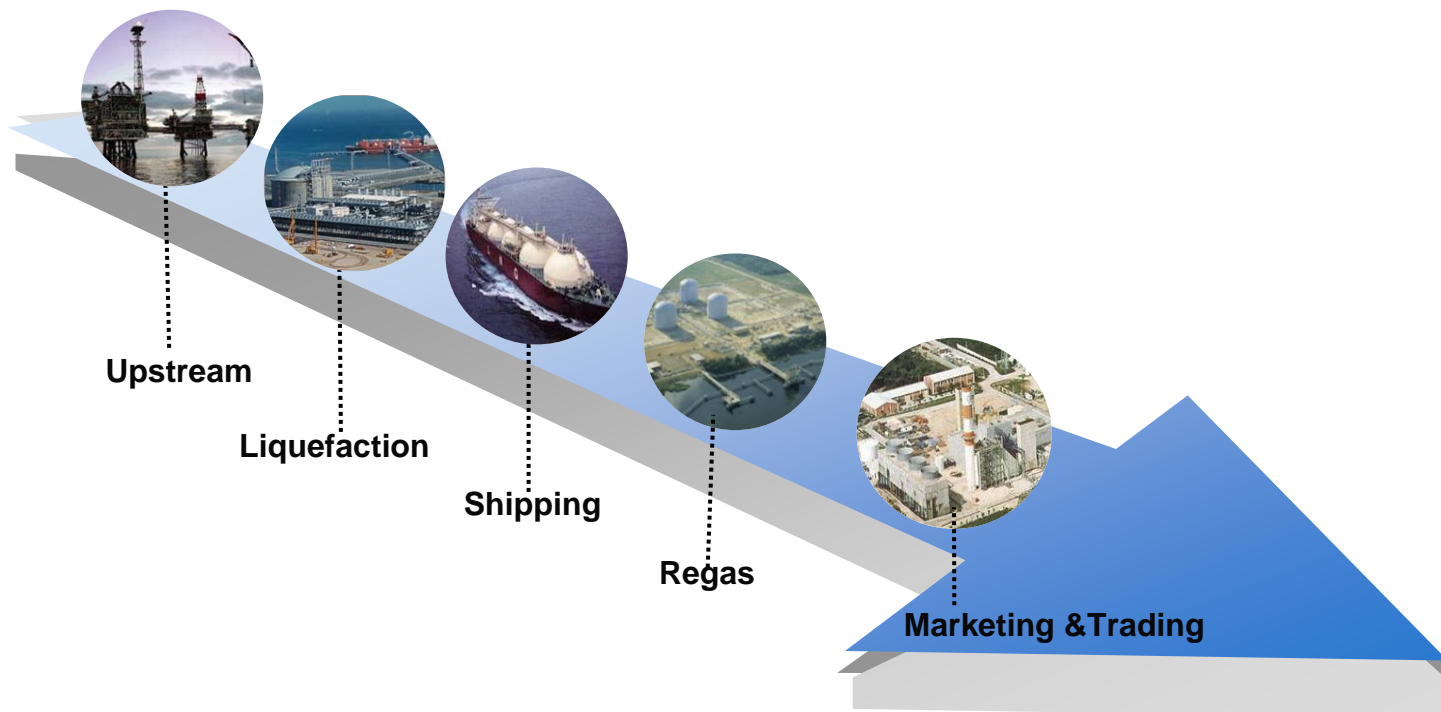 Upstream
Liquefaction
Shipping
Regas
Marketing &Trading